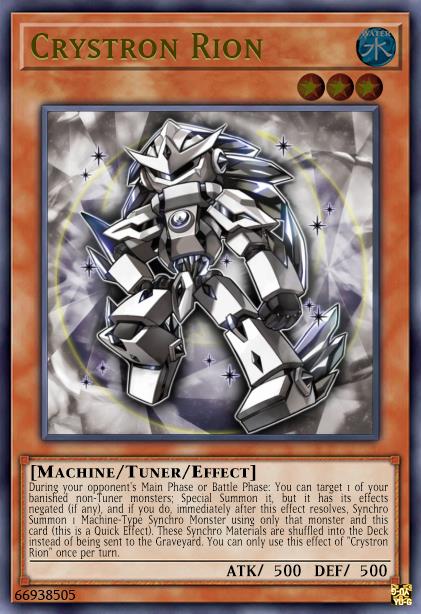 Crystron Rion
WATER
水
[Machine/Tuner/Effect]
During your opponent's Main Phase or Battle Phase: You can target 1 of your
banished non-Tuner monsters; Special Summon it, but it has its effects
negated (if any), and if you do, immediately after this effect resolves, Synchro
Summon 1 Machine-Type Synchro Monster using only that monster and this
card (this is a Quick Effect). These Synchro Materials are shuffled into the Deck
instead of being sent to the Graveyard. You can only use this effect of "Crystron
Rion" once per turn.
ATK/ 500 DEF/ 500
66938505